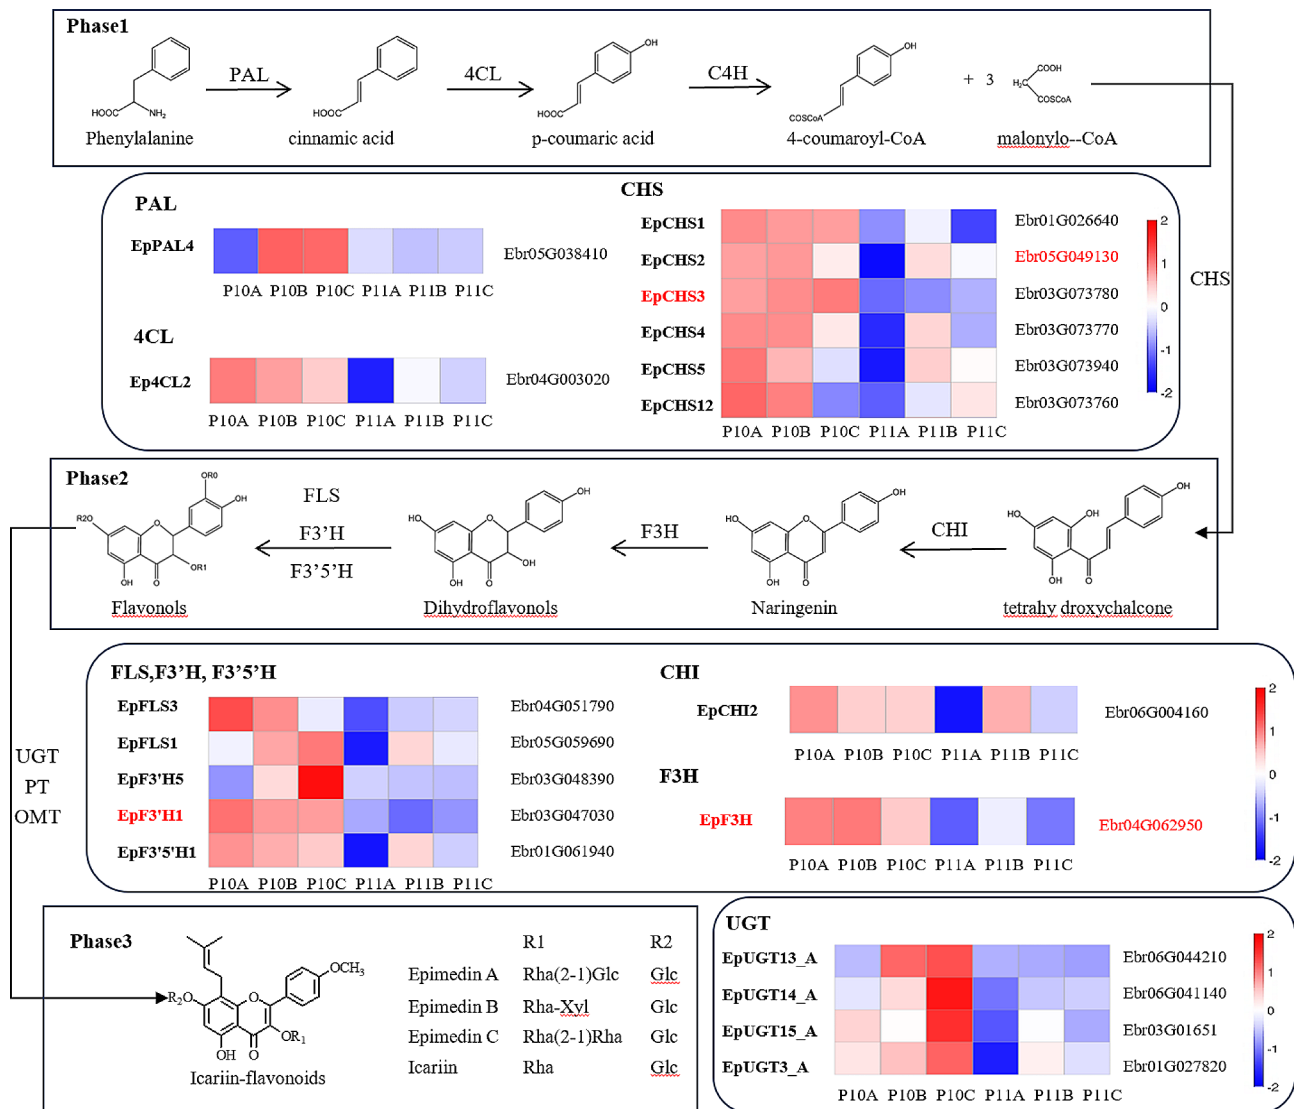 Phase1
PAL
4CL
C4H
OH
OH
COOH
H₂C
COSCoA
+ 3
HOOC
NH₂
HOOC
HOOC
COSCoA
Phenylalanine
cinnamic acid
p-coumaric acid
4-coumaroyl-CoA
malonylo--CoA
PAL
EpPAL4
Ebr05G038410
P10A P10B P10C P11A P11B P11C
4CL
Ep4CL2
Ebr04G003020
P10A P10B P10C P11A P11B P11C
CHS
EpCHS1
Ebr01G026640
EpCHS2
Ebr05G049130
EpCHS3
Ebr03G073780
EpCHS4
Ebr03G073770
EpCHS5
Ebr03G073940
EpCHS12
Ebr03G073760
P10A P10B P10C P11A P11B P11C
2
1
0
-1
-2
CHS
Phase2
OR0
OH
R2O
O
OR1
OH
O
Flavonols
FLS
F3’H
F3’5’H
OH
HO
O
OH
OH
O
Dihydroflavonols
F3H
OH
HO
O
OH
O
Naringenin
CHI
OH
HO
OH
OH
O
tetrahy droxychalcone
UGT
PT
OMT
FLS,F3’H, F3’5’H
EpFLS3
Ebr04G051790
EpFLS1
Ebr05G059690
EpF3'H5
Ebr03G048390
EpF3'H1
Ebr03G047030
EpF3'5'H1
Ebr01G061940
P10A P10B P10C P11A P11B P11C
CHI
EpCHI2
Ebr06G004160
P10A P10B P10C P11A P11B P11C
F3H
EpF3H
Ebr04G062950
P10A P10B P10C P11A P11B P11C
2
1
0
-1
-2
Phase3
OCH₃
R₂O
O
OR₁
OH
O
Icariin-flavonoids
R1 R2
Epimedin A Rha(2-1)Glc Glc
Epimedin B Rha-Xyl Glc
Epimedin C Rha(2-1)Rha Glc
Icariin Rha Glc
UGT
EpUGT13_A
Ebr06G044210
EpUGT14_A
Ebr06G041140
EpUGT15_A
Ebr03G01651
EpUGT3_A
Ebr01G027820
P10A P10B P10C P11A P11B P11C
2
1
0
-1
-2